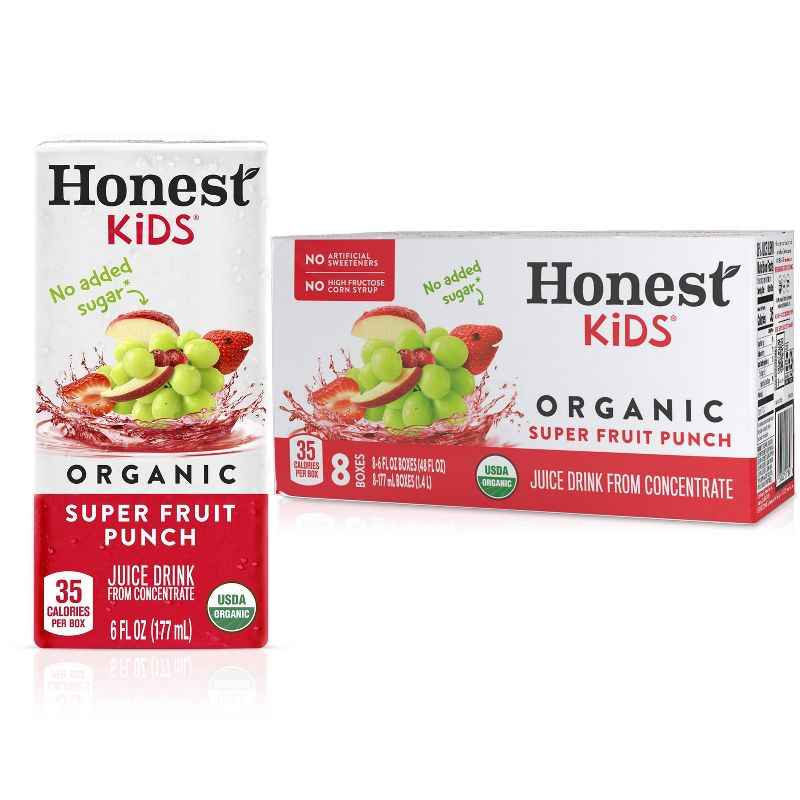 Honest
KiDS®
No added
sugar*
ORGANIC
SUPER FRUIT
PUNCH
35
CALORIES
PER BOX
JUICE DRINK
FROM CONCENTRATE
6 FL OZ (177 mL)
USDA
ORGANIC
NO ARTIFICIAL
SWEETENERS
NO HIGH FRUCTOSE
CORN SYRUP
No added
sugar*
Honest
KiDS®
ORGANIC
SUPER FRUIT PUNCH
35
CALORIES
PER BOX
8
BOXES
8-6 FL OZ BOXES (48 FL OZ)
8-177 mL BOXES (1.4 L)
USDA
ORGANIC
JUICE DRINK FROM CONCENTRATE
Nutrition Facts
Calories